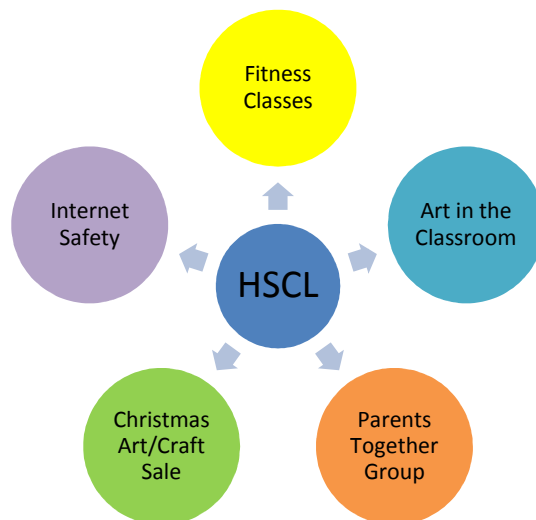 Fitness
Classes
Internet
Safety
Art in the
Classroom
HSCL
Christmas
Art/Craft
Sale
Parents
Together
Group